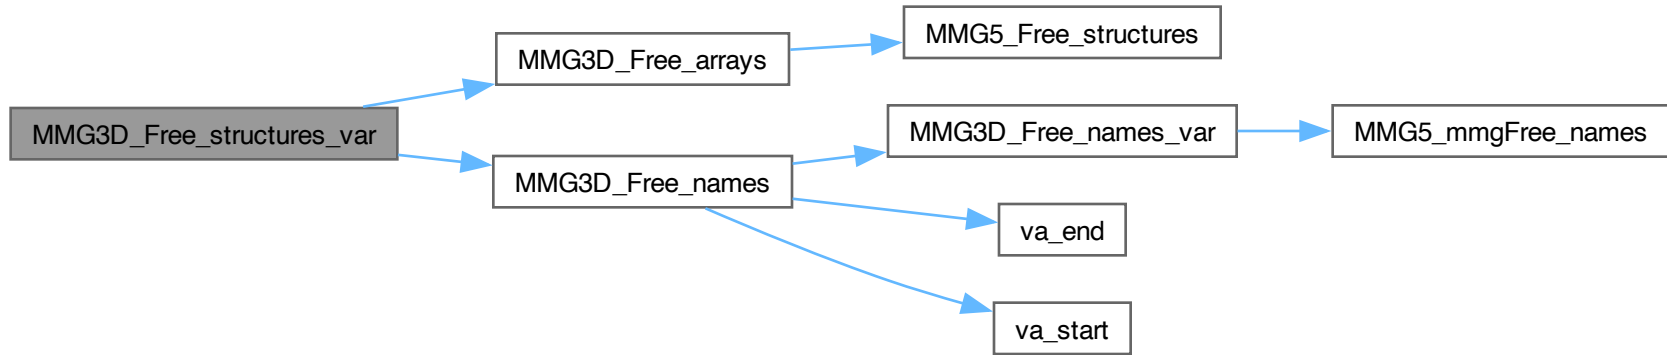 MMG3D_Free_structures_var
MMG3D_Free_arrays
MMG5_Free_structures
MMG3D_Free_names
MMG3D_Free_names_var
MMG5_mmgFree_names
va_end
va_start